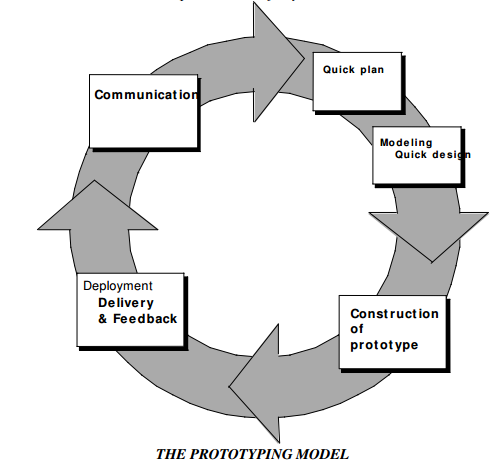 Communication
Quick plan
Modeling
Quick design
Construction
of
prototype
Deployment
Delivery
& Feedback
THE PROTOTYPING MODEL